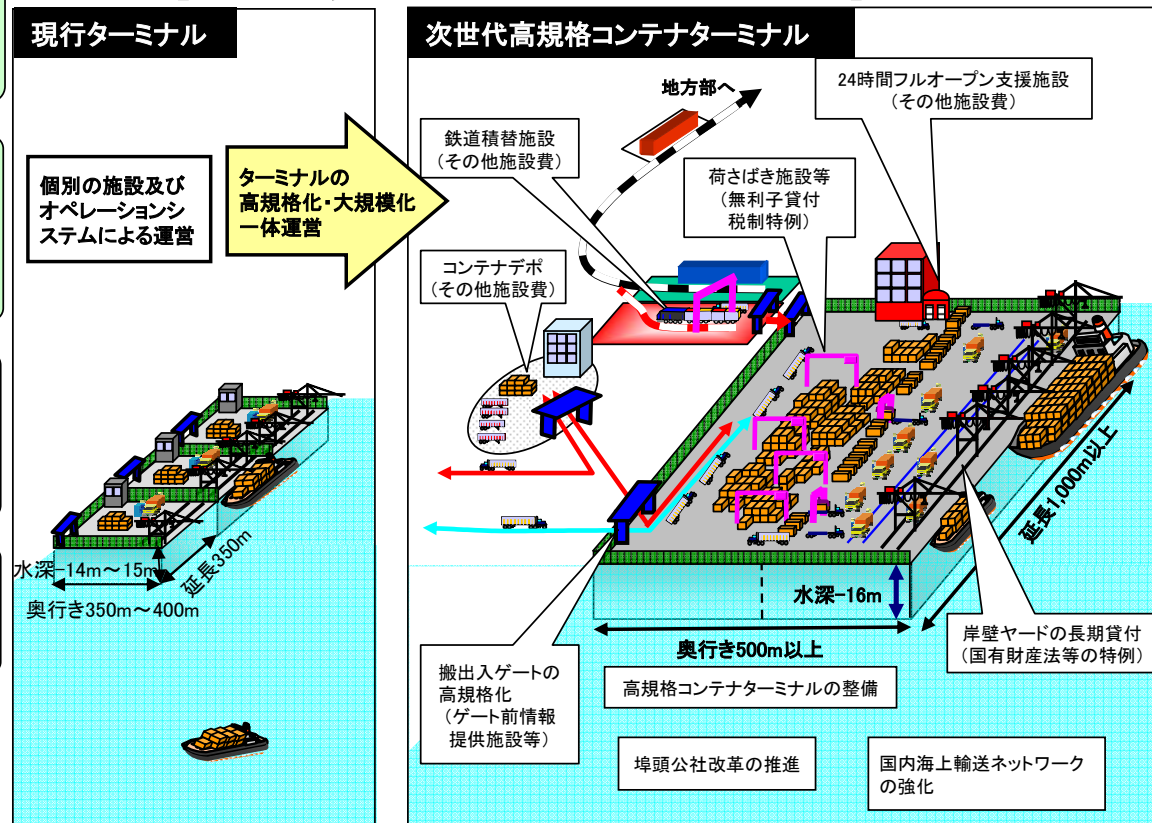 現行ターミナル
個別の施設及び
オペレーションシ
ステムによる運営
ターミナルの
高規格化・大規模化
一体運営
水深-14m～15m
延長350m
奥行き350m～400m
次世代高規格コンテナターミナル
地方部へ
24時間フルオープン支援施設
(その他施設費)
鉄道積替施設
(その他施設費)
荷さばき施設等
(無利子貸付
税制特例)
コンテナデポ
(その他施設費)
延長1,000m以上
水深-16m
奥行き500m以上
岸壁ヤードの長期貸付
(国有財産法等の特例)
搬出入ゲートの
高規格化
(ゲート前情報
提供施設等)
高規格コンテナターミナルの整備
埠頭公社改革の推進
国内海上輸送ネットワーク
の強化